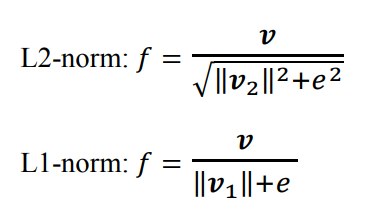 L2-norm: f = v / √(‖v₂‖²+e²)
L1-norm: f = v / (‖v₁‖+e)